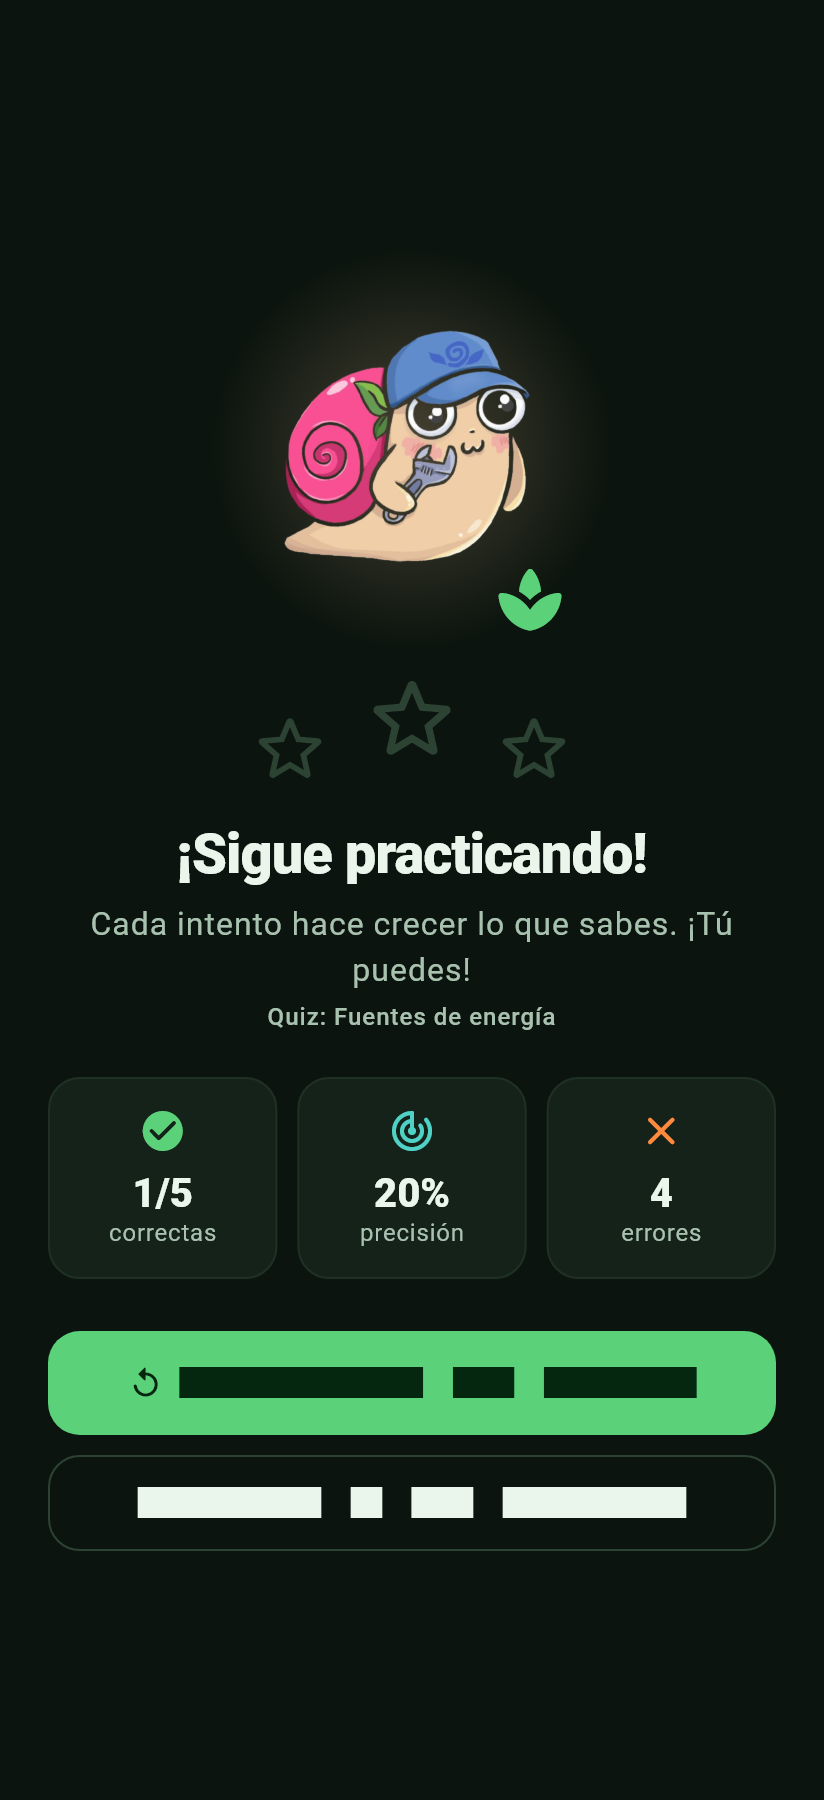 ¡Sigue practicando!
Cada intento hace crecer lo que sabes. ¡Tú
puedes!
Quiz: Fuentes de energía
1/5
correctas
20%
precisión
4
errores